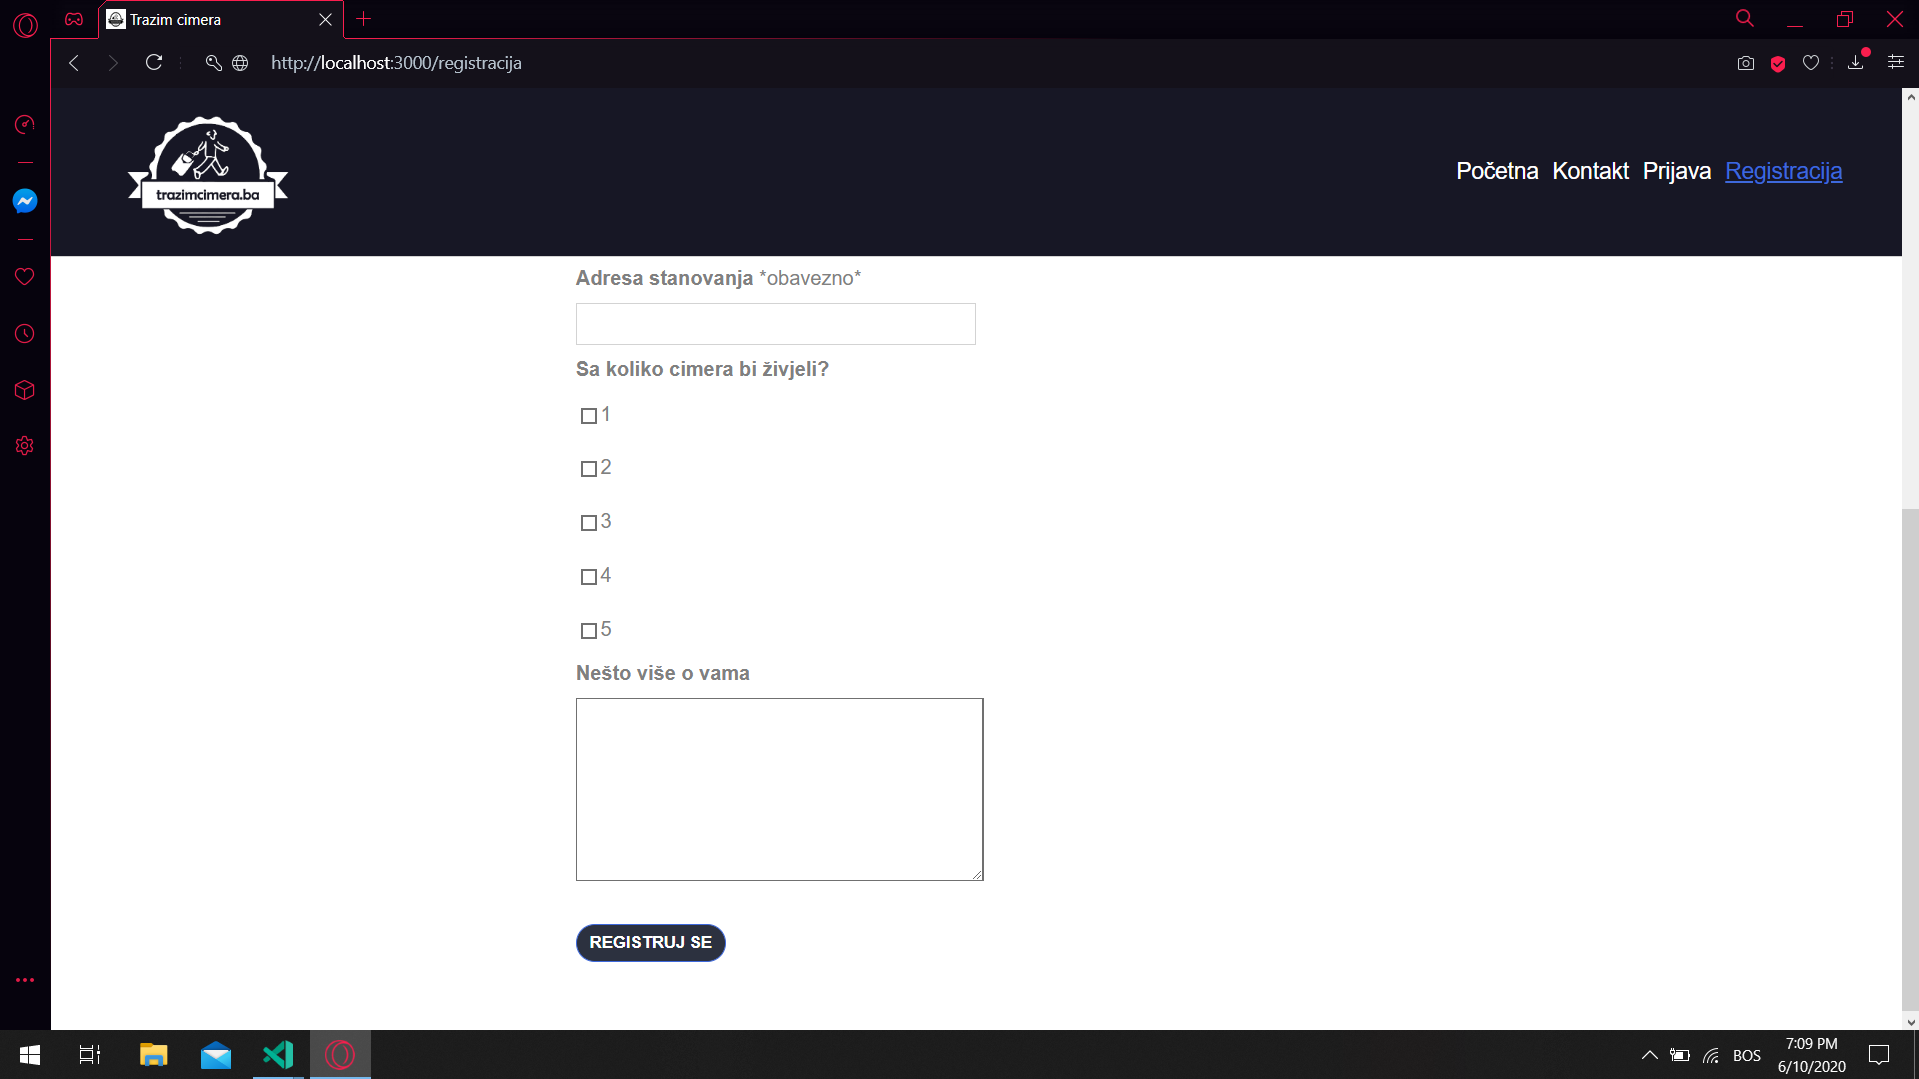 Trazim cimera
http://localhost:3000/registracija
trazimcimera.ba
Početna Kontakt Prijava Registracija
Adresa stanovanja *obavezno*
Sa koliko cimera bi živjeli?
1
2
3
4
5
Nešto više o vama
REGISTRUJ SE
BOS
7:09 PM
6/10/2020